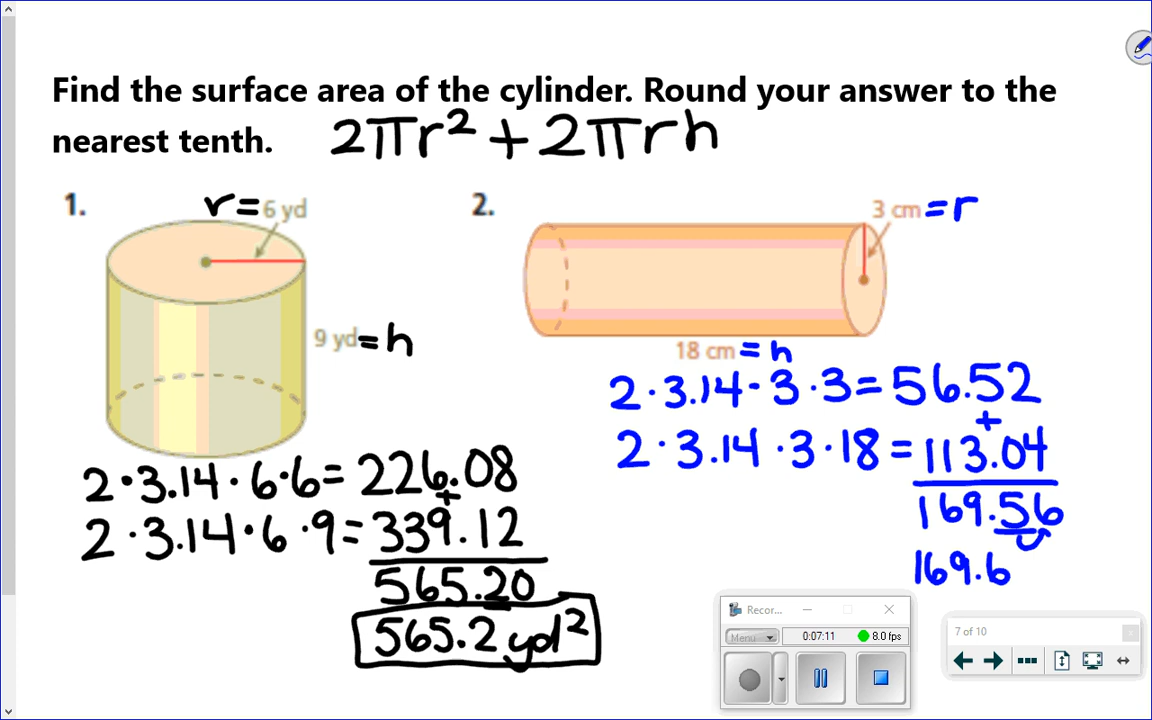 Find the surface area of the cylinder. Round your answer to the
nearest tenth. 2πr² + 2πrh
1. r = 6 yd
9 yd = h
2 · 3.14 · 6 · 6 = 226.08
+
2 · 3.14 · 6 · 9 = 339.12
565.20
565.2 yd²
2. 3 cm = r
18 cm = h
2 · 3.14 · 3 · 3 = 56.52
+
2 · 3.14 · 3 · 18 = 113.04
169.56
169.6
Recor...
Menu 0:07:11 8.0 fps
7 of 10